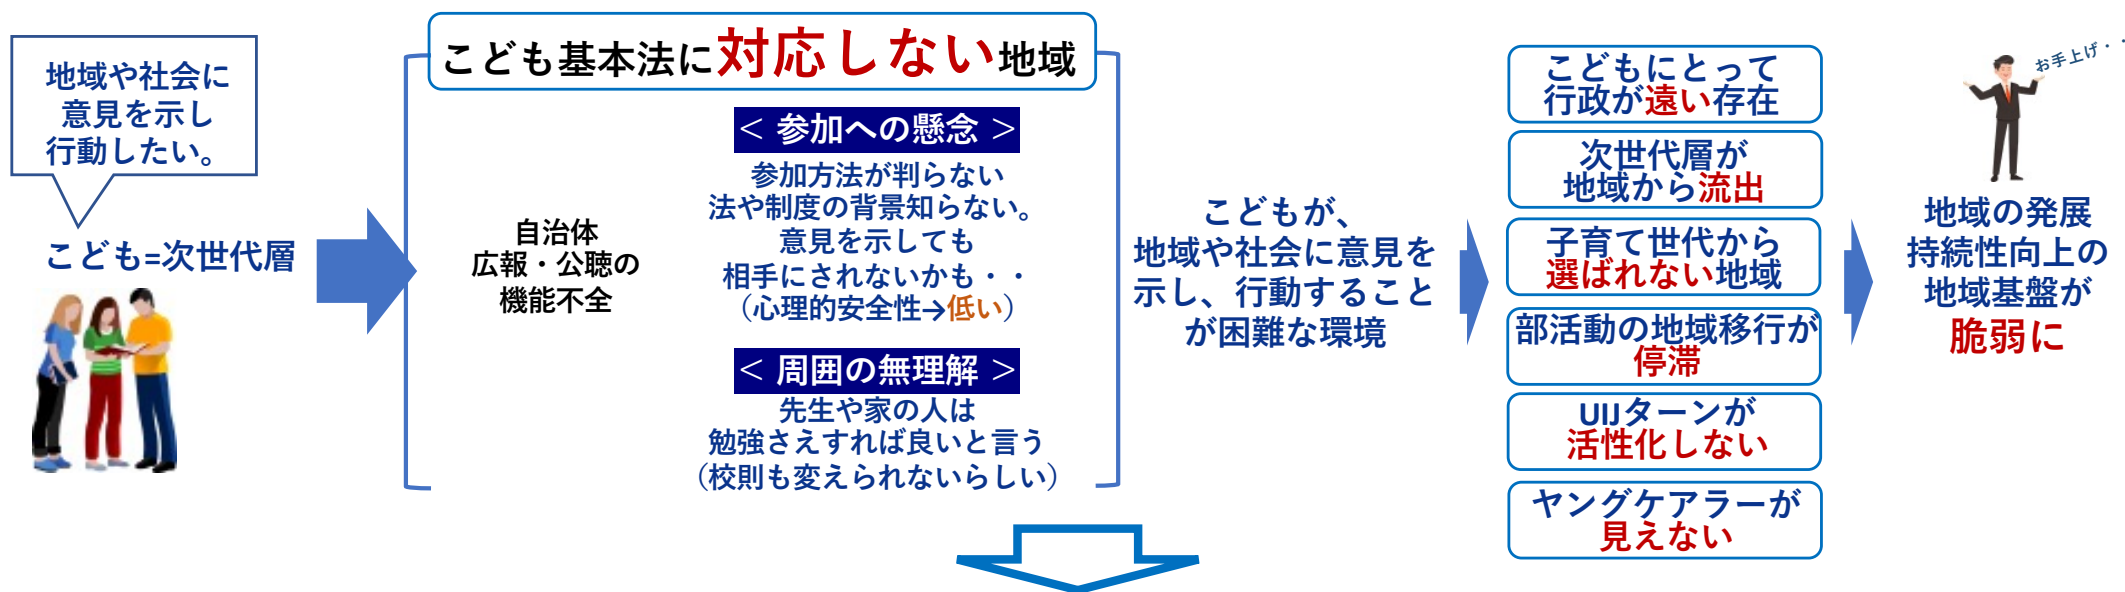 地域や社会に
意見を示し
行動したい。
こども=次世代層
こども基本法に対応しない地域
自治体
広報・公聴の
機能不全
＜ 参加への懸念 ＞
参加方法が判らない
法や制度の背景知らない。
意見を示しても
相手にされないかも・・
（心理的安全性→低い）
＜ 周囲の無理解 ＞
先生や家の人は
勉強さえすれば良いと言う
（校則も変えられないらしい）
こどもが、
地域や社会に意見を
示し、行動すること
が困難な環境
こどもにとって
行政が遠い存在
次世代層が
地域から流出
子育て世代から
選ばれない地域
部活動の地域移行が
停滞
UIJターンが
活性化しない
ヤングケアラーが
見えない
お手上げ・・
地域の発展
持続性向上の
地域基盤が
脆弱に